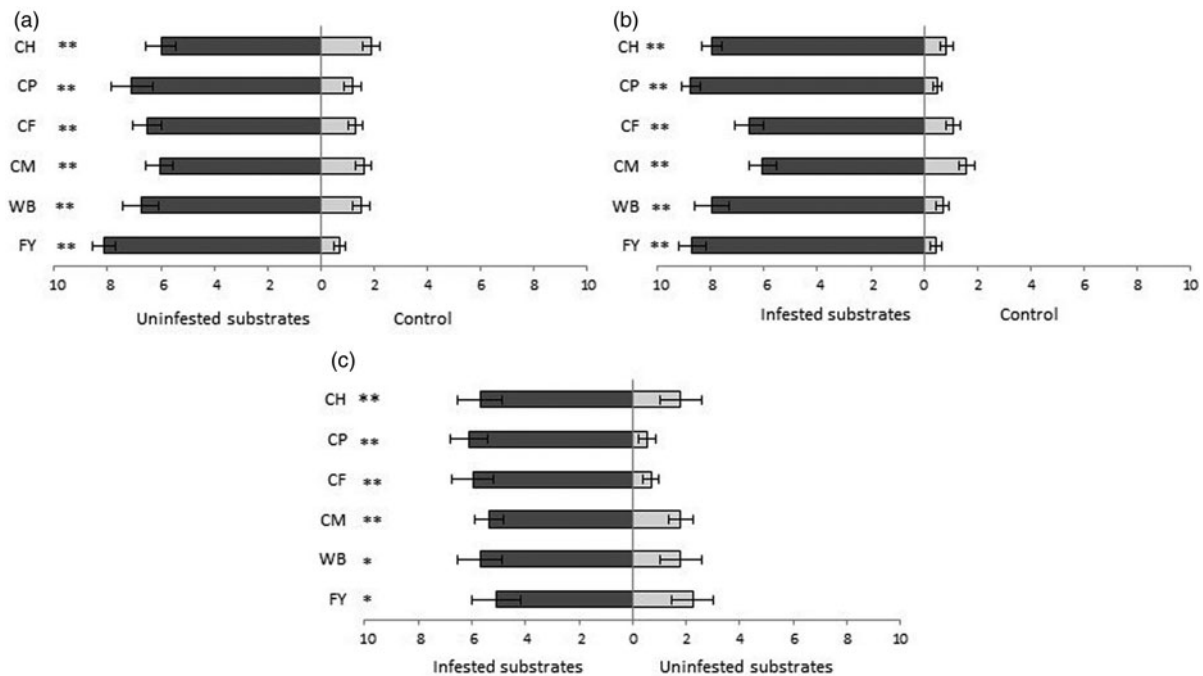 (a)
CH **
CP **
CF **
CM **
WB **
FY **
10 8 6 4 2 0 2 4 6 8 10
Uninfested substrates Control
(b)
CH **
CP **
CF **
CM **
WB **
FY **
10 8 6 4 2 0 2 4 6 8 10
Infested substrates Control
(c)
CH **
CP **
CF **
CM **
WB *
FY *
10 8 6 4 2 0 2 4 6 8 10
Infested substrates Uninfested substrates